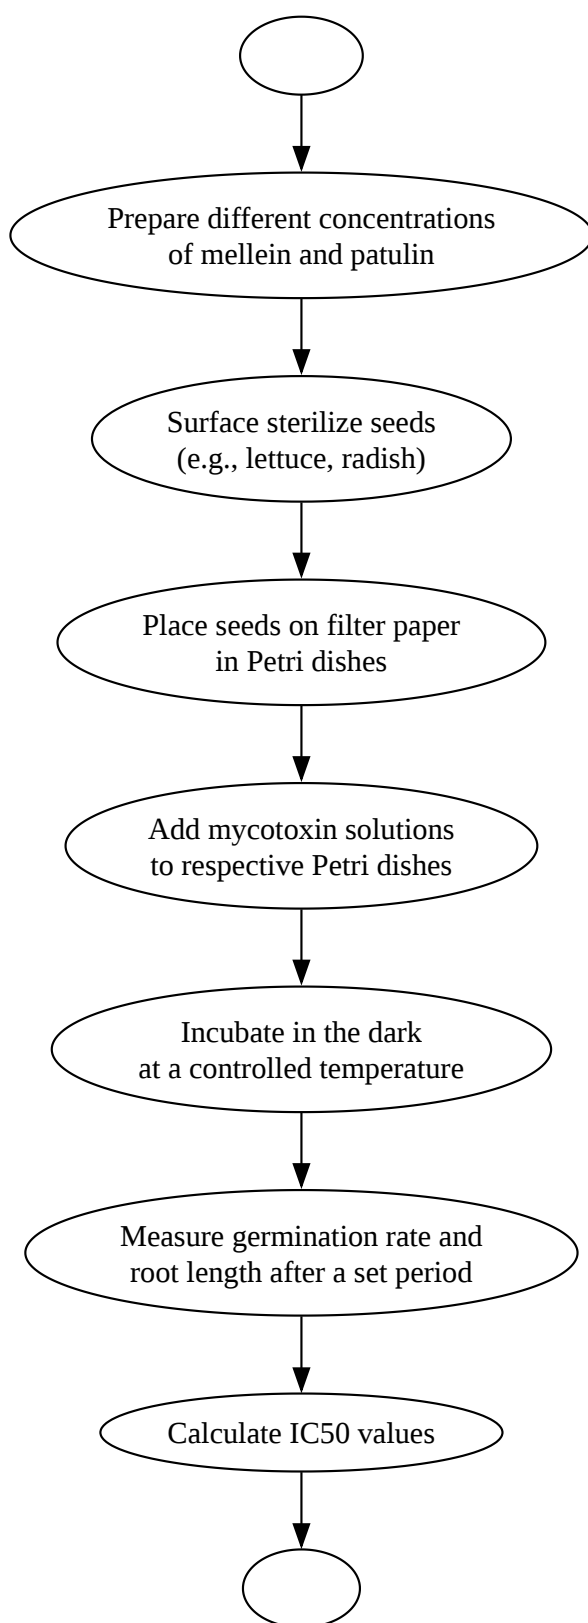 Prepare different concentrations
of mellein and patulin
Surface sterilize seeds
(e.g., lettuce, radish)
Place seeds on filter paper
in Petri dishes
Add mycotoxin solutions
to respective Petri dishes
Incubate in the dark
at a controlled temperature
Measure germination rate and
root length after a set period
Calculate IC50 values